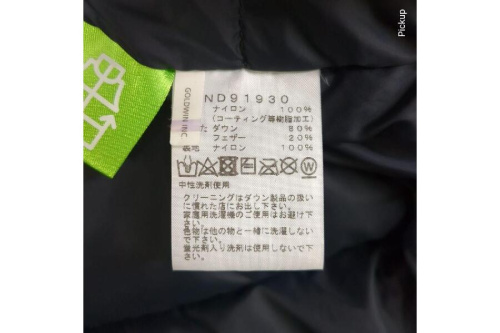 Pickup
GOLDWIN INC.
ND91930
ナイロン 100%
(コーティング等樹脂加工)
た ダウン 80%
フェザー 20%
裏地 ナイロン 100%
中性洗剤使用
クリーニングはダウン製品の扱い
に慣れた店にお出し下さい。
家庭用洗濯機のご使用はお避け下
さい。
色物は他の物と一緒に洗濯しない
で下さい。
蛍光剤入り洗剤は使用しないで下
さい。